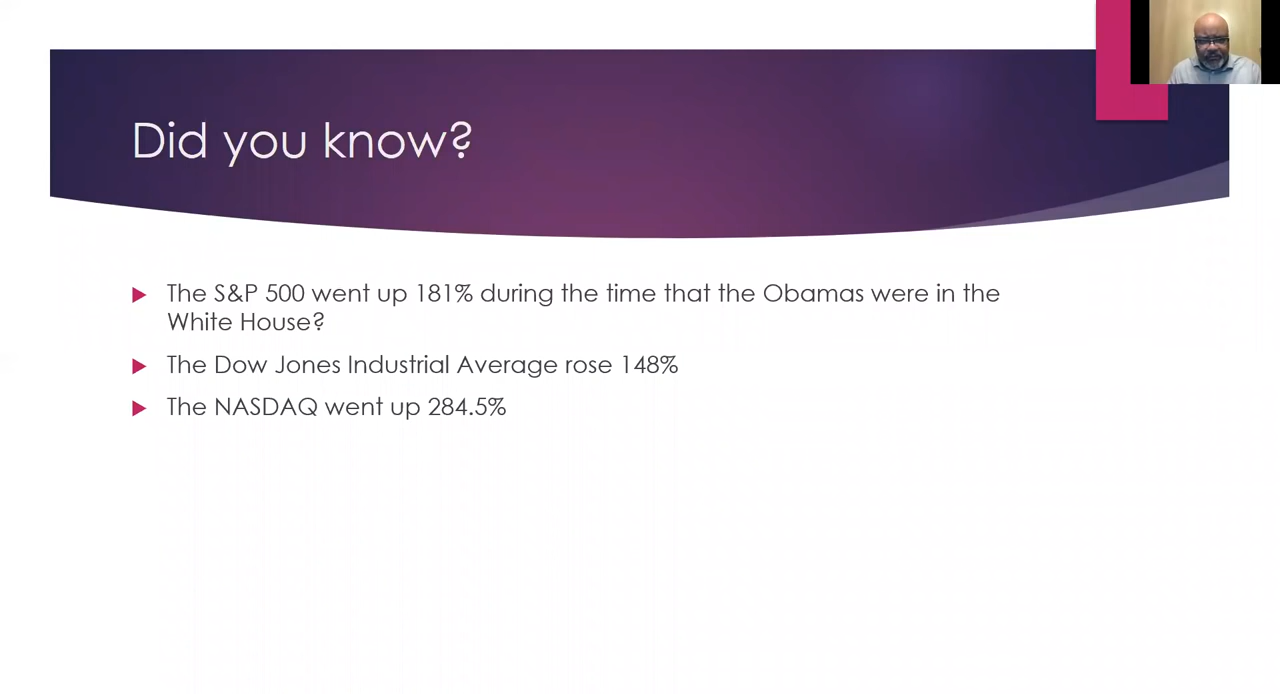 Did you know?
The S&P 500 went up 181% during the time that the Obamas were in the
White House?
The Dow Jones Industrial Average rose 148%
The NASDAQ went up 284.5%